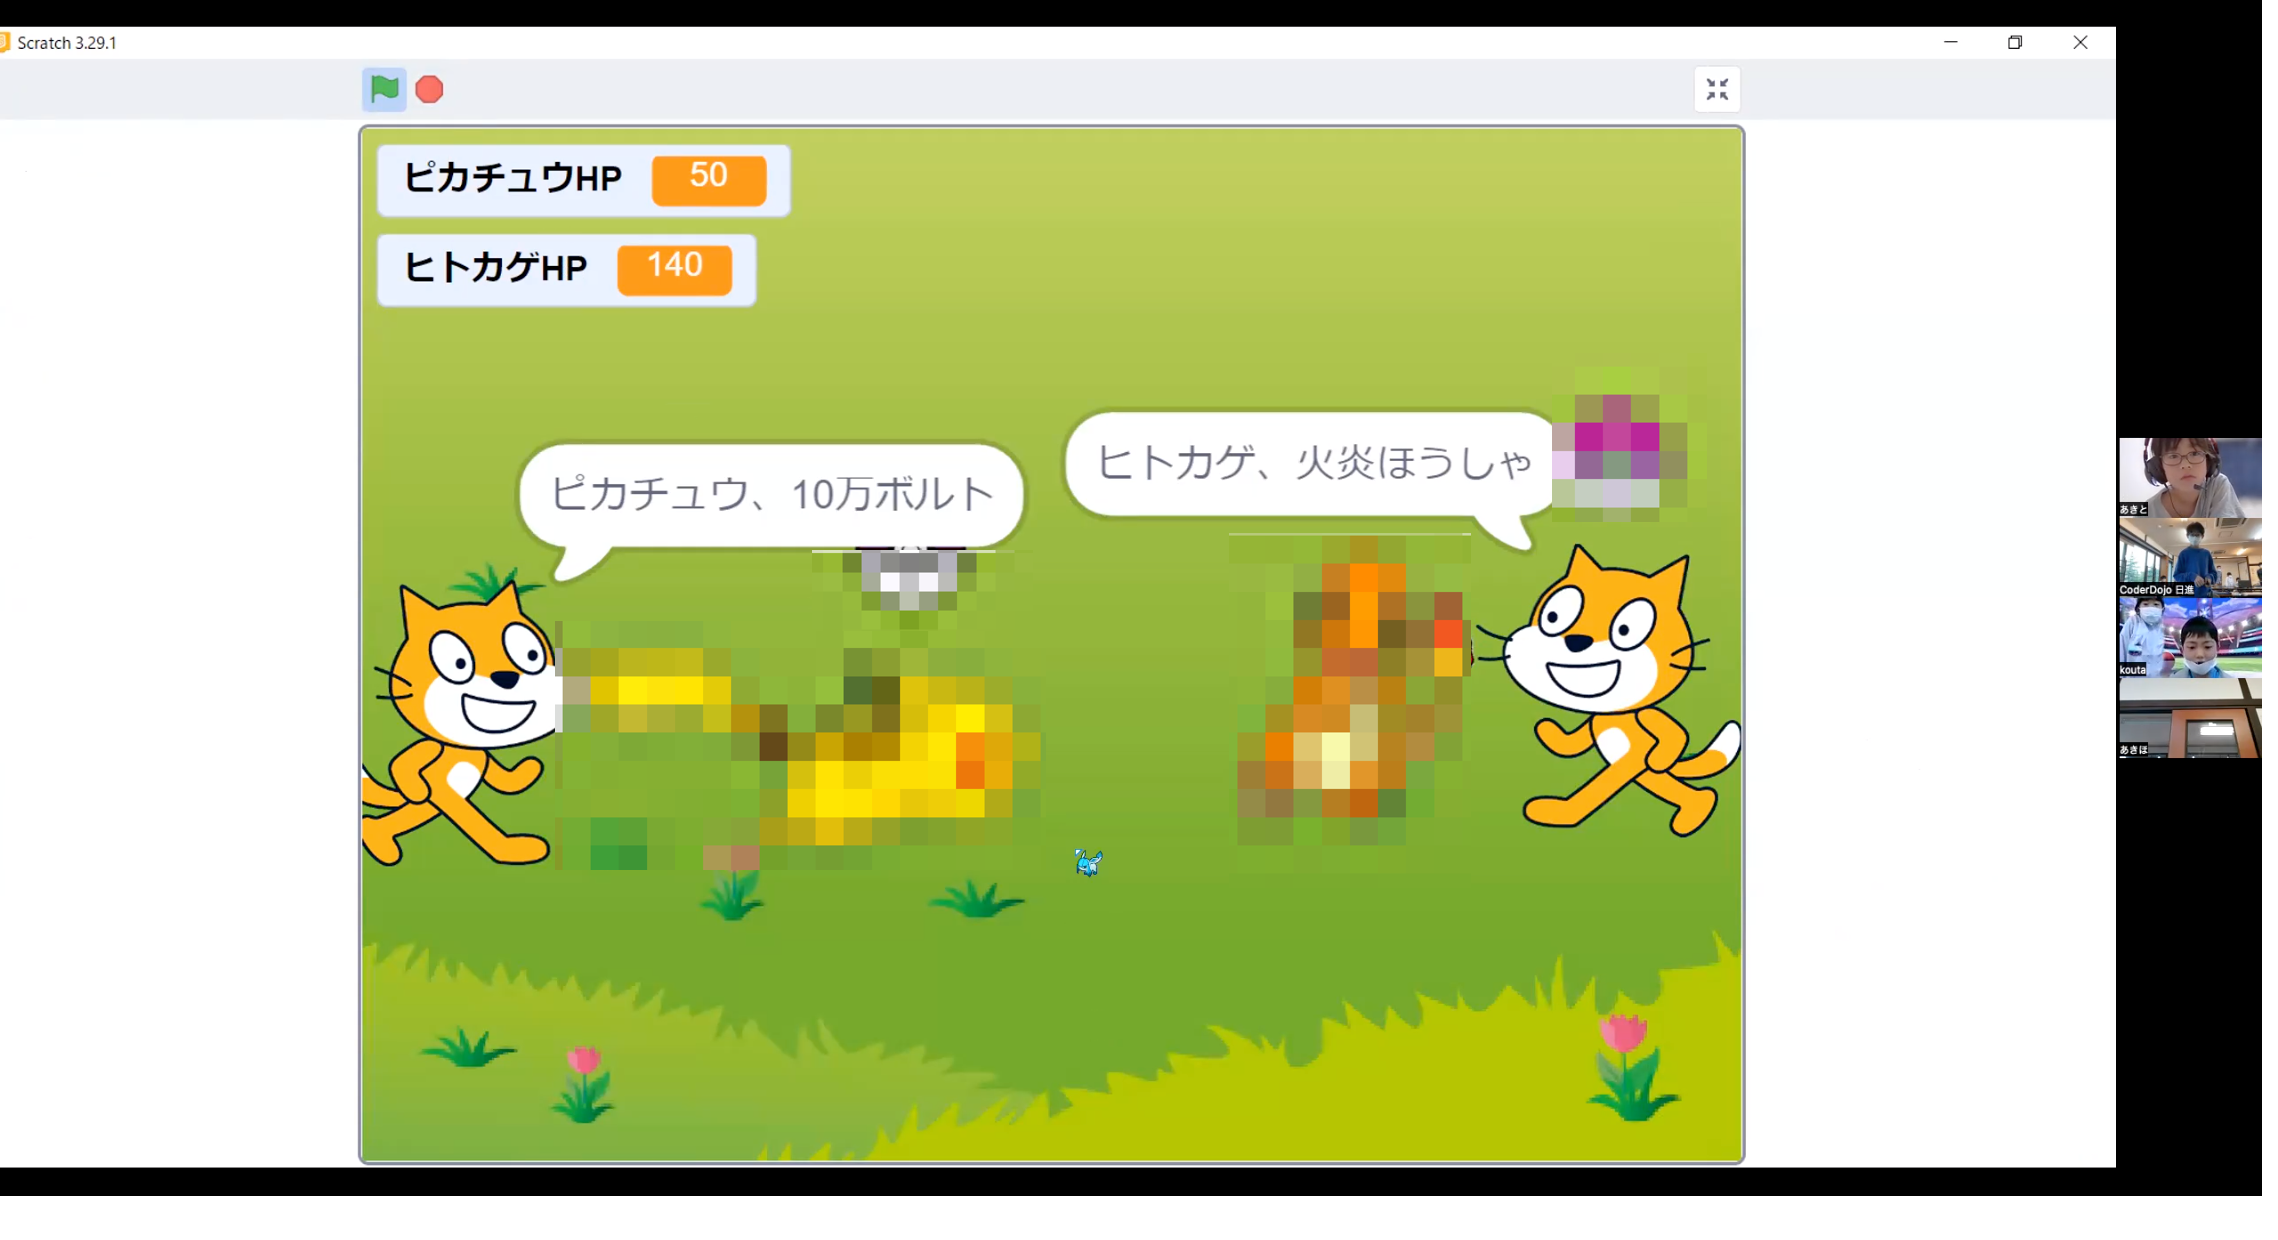 Scratch 3.29.1
ピカチュウHP 50
ヒトカゲHP 140
ヒトカゲ、火炎ほうしゃ
ピカチュウ、10万ボルト
あきと
CoderDojo 日進
kouta
あきほ